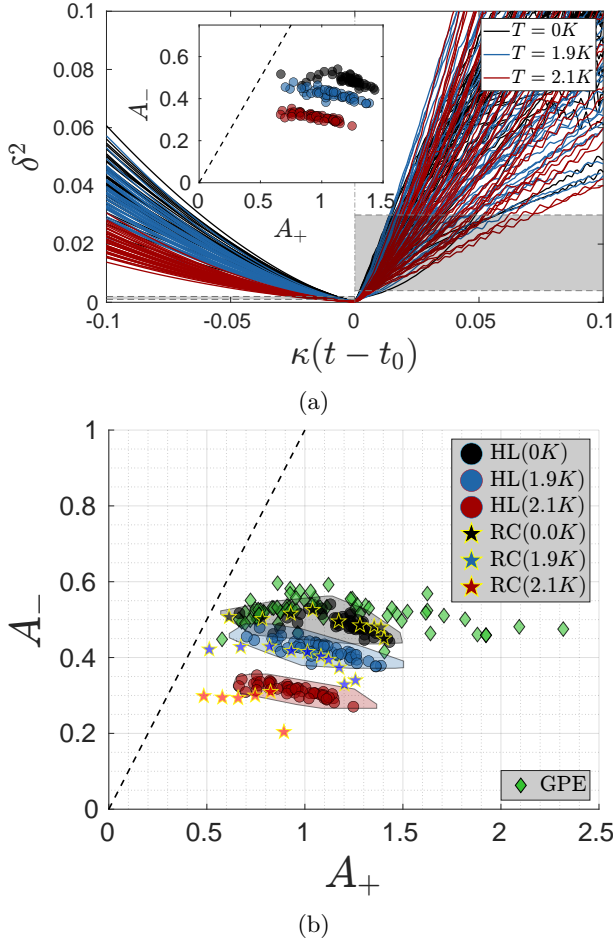 0.1
0.08
0.06
0.04
0.02
0
δ²
-0.1
-0.05
0
0.05
0.1
κ(t − t₀)
0.6
0.4
0.2
0
A₋
0
0.5
1
1.5
A₊
T = 0K
T = 1.9K
T = 2.1K
(a)
1
0.8
0.6
0.4
0.2
0
A₋
HL(0K)
HL(1.9K)
HL(2.1K)
RC(0.0K)
RC(1.9K)
RC(2.1K)
GPE
0
0.5
1
1.5
2
2.5
A₊
(b)